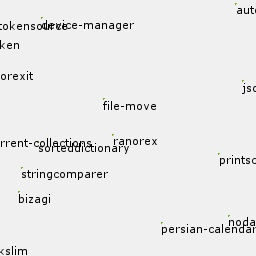 auto
tokensource
device-manager
ken
orexit
jsc
file-move
rrent-collections
ranorex
sorteddictionary
printsc
stringcomparer
bizagi
noda
persian-calendar
kslim